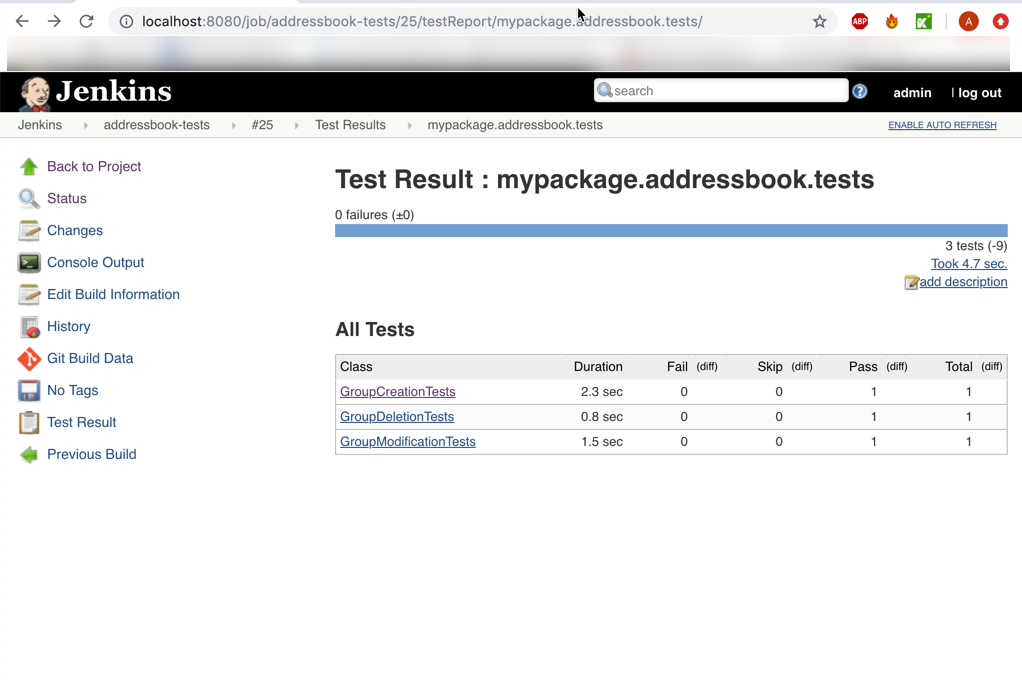 localhost:8080/job/addressbook-tests/25/testReport/mypackage.addressbook.tests/
ABP
A
Jenkins
search
?
admin
| log out
Jenkins
addressbook-tests
#25
Test Results
mypackage.addressbook.tests
ENABLE AUTO REFRESH
Back to Project
Status
Changes
Console Output
Edit Build Information
History
Git Build Data
No Tags
Test Result
Previous Build
Test Result : mypackage.addressbook.tests
0 failures (±0)
3 tests (-9)
Took 4.7 sec.
add description
All Tests
Class Duration Fail (diff) Skip (diff) Pass (diff) Total (diff)
GroupCreationTests 2.3 sec 0 0 1 1
GroupDeletionTests 0.8 sec 0 0 1 1
GroupModificationTests 1.5 sec 0 0 1 1